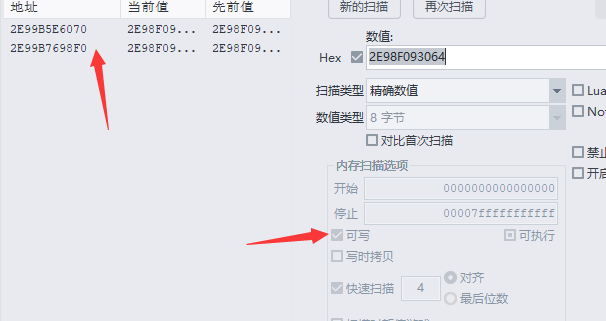 地址 当前值 先前值
2E99B5E6070 2E98F09... 2E98F09...
2E99B7698F0 2E98F09... 2E98F09...
新的扫描 再次扫描
数值:
Hex 2E98F093064
扫描类型 精确数值
Lua
数值类型 8 字节
No
对比首次扫描
内存扫描选项
禁止
开始 0000000000000000
开启
停止 00007fffffffffff
可写 可执行
写时拷贝
快速扫描 4 对齐
最后位数